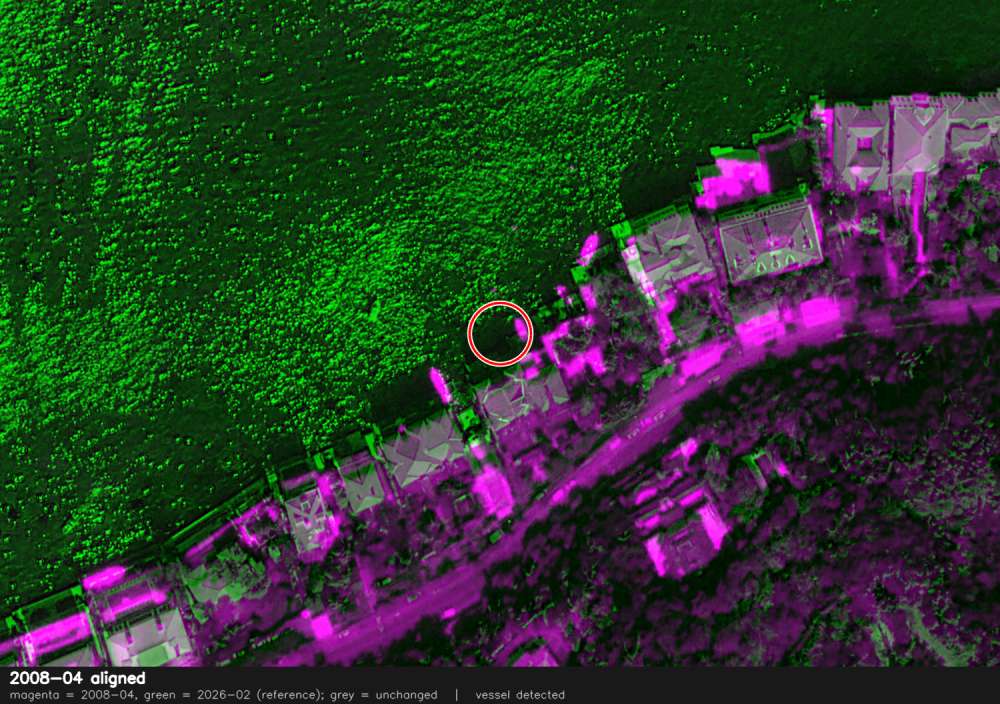 2008-04 aligned
magenta = 2008-04, green = 2026-02 (reference); grey = unchanged | vessel detected